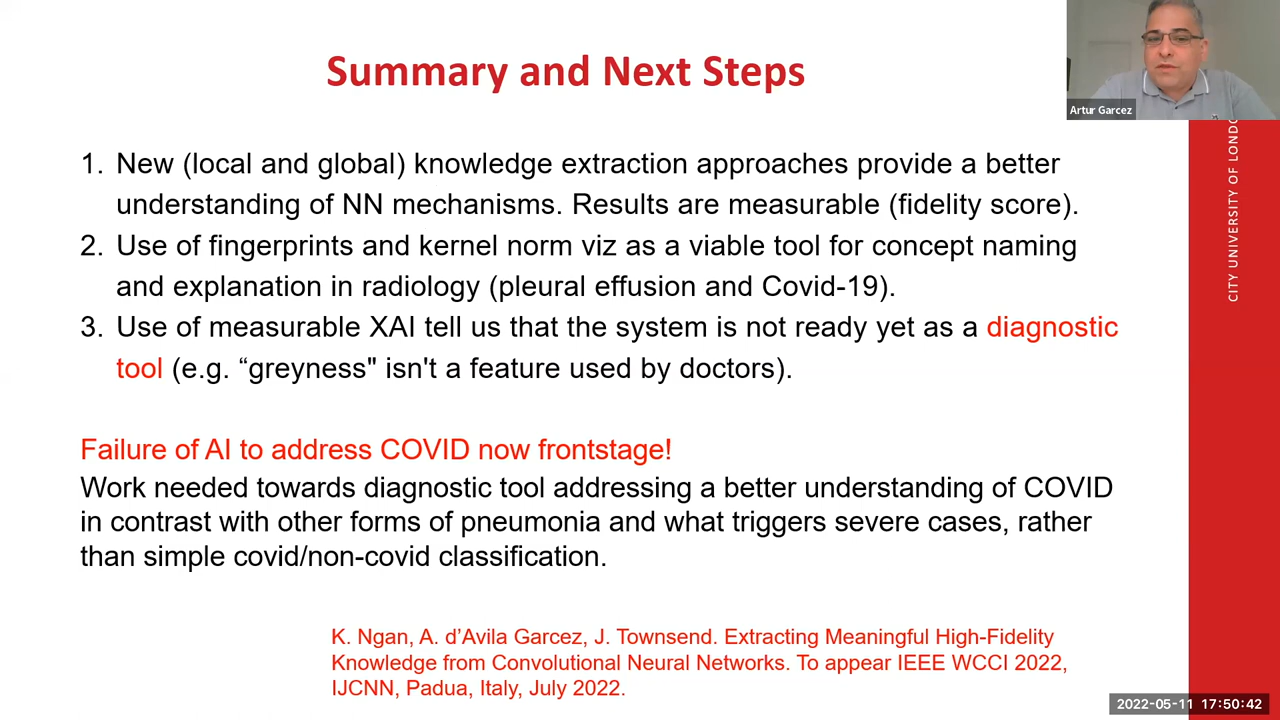 Summary and Next Steps
Artur Garcez
CITY UNIVERSITY OF LONDO
1. New (local and global) knowledge extraction approaches provide a better
understanding of NN mechanisms. Results are measurable (fidelity score).
2. Use of fingerprints and kernel norm viz as a viable tool for concept naming
and explanation in radiology (pleural effusion and Covid-19).
3. Use of measurable XAI tell us that the system is not ready yet as a diagnostic
tool (e.g. “greyness" isn't a feature used by doctors).
Failure of AI to address COVID now frontstage!
Work needed towards diagnostic tool addressing a better understanding of COVID
in contrast with other forms of pneumonia and what triggers severe cases, rather
than simple covid/non-covid classification.
K. Ngan, A. d’Avila Garcez, J. Townsend. Extracting Meaningful High-Fidelity
Knowledge from Convolutional Neural Networks. To appear IEEE WCCI 2022,
IJCNN, Padua, Italy, July 2022.
2022-05-11 17:50:42